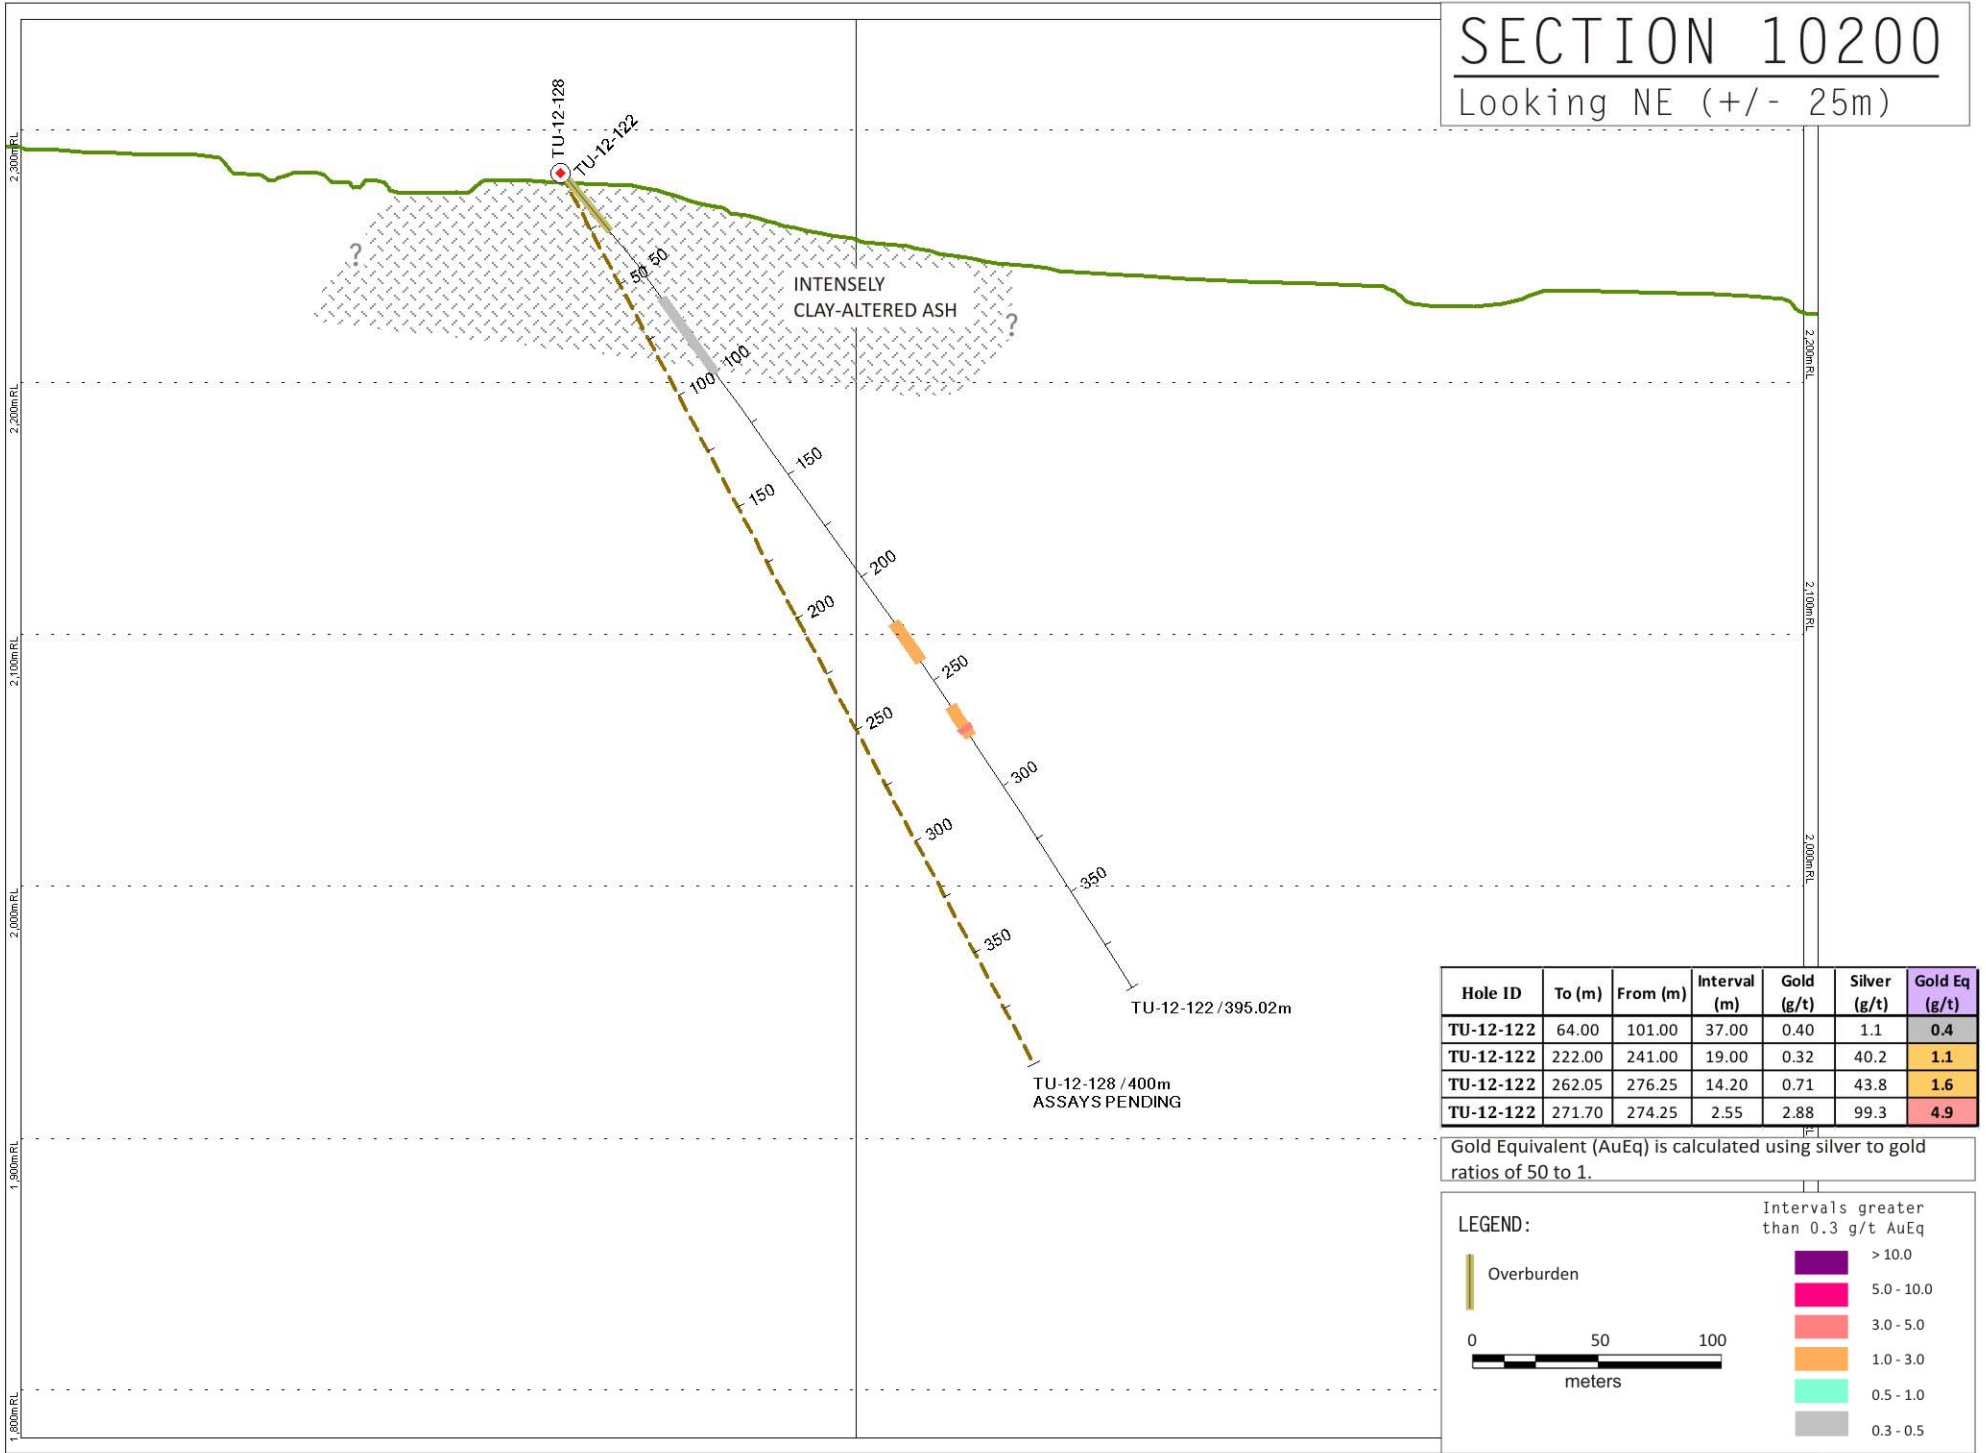 SECTION 10200
Looking NE (+/- 25m)
TU-12-128
TU-12-122
2,300mRL
2,200mRL
2,100mRL
2,000mRL
1,900mRL
1,800mRL
2,200mRL
2,100mRL
2,000mRL
?
?
INTENSELY
CLAY-ALTERED ASH
50
100
150
200
250
300
350
50
100
150
200
250
300
350
TU-12-122 / 395.02m
TU-12-128 / 400m
ASSAYS PENDING
Hole ID To (m) From (m) Interval (m) Gold (g/t) Silver (g/t) Gold Eq (g/t)
TU-12-122 64.00 101.00 37.00 0.40 1.1 0.4
TU-12-122 222.00 241.00 19.00 0.32 40.2 1.1
TU-12-122 262.05 276.25 14.20 0.71 43.8 1.6
TU-12-122 271.70 274.25 2.55 2.88 99.3 4.9
Gold Equivalent (AuEq) is calculated using silver to gold
ratios of 50 to 1.
LEGEND:
Overburden
0 50 100
meters
Intervals greater
than 0.3 g/t AuEq
> 10.0
5.0 - 10.0
3.0 - 5.0
1.0 - 3.0
0.5 - 1.0
0.3 - 0.5